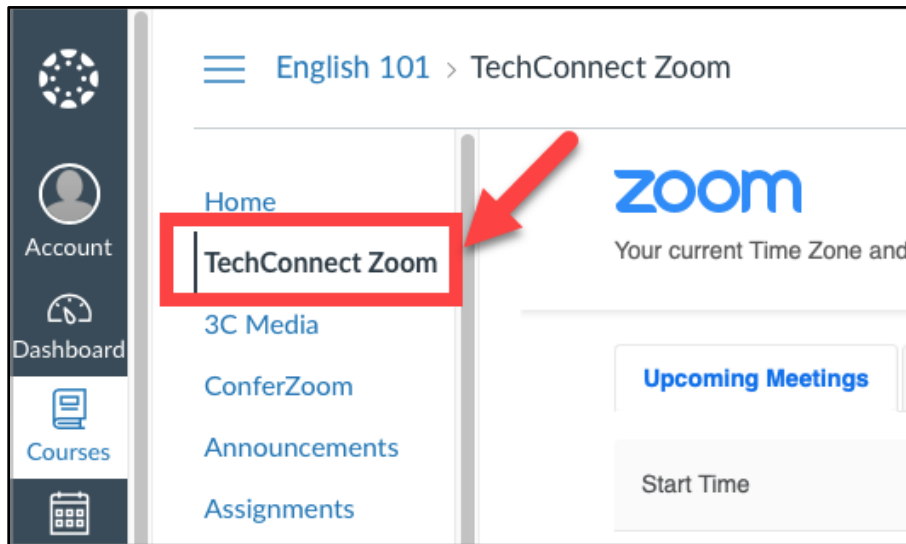 English 101 > TechConnect Zoom
Account
Dashboard
Courses
Home
TechConnect Zoom
3C Media
ConferZoom
Announcements
Assignments
zoom
Your current Time Zone and
Upcoming Meetings
Start Time